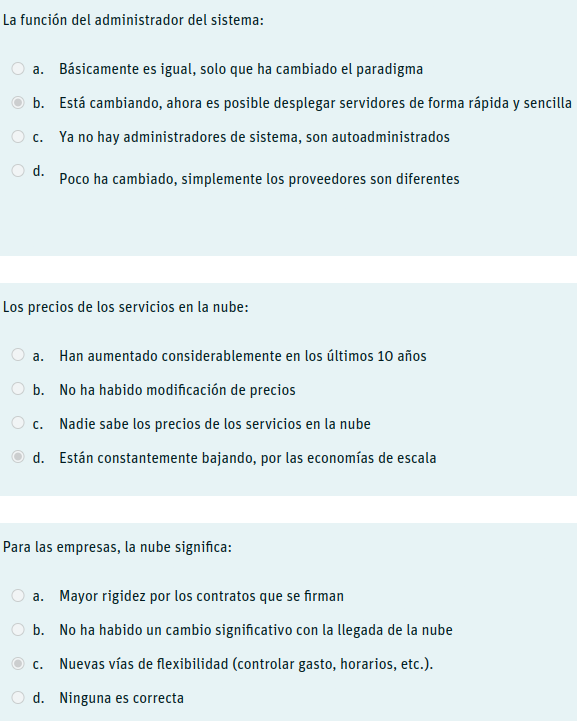 La función del administrador del sistema:
a. Básicamente es igual, solo que ha cambiado el paradigma
b. Está cambiando, ahora es posible desplegar servidores de forma rápida y sencilla
c. Ya no hay administradores de sistema, son autoadministrados
d. Poco ha cambiado, simplemente los proveedores son diferentes
Los precios de los servicios en la nube:
a. Han aumentado considerablemente en los últimos 10 años
b. No ha habido modificación de precios
c. Nadie sabe los precios de los servicios en la nube
d. Están constantemente bajando, por las economías de escala
Para las empresas, la nube significa:
a. Mayor rigidez por los contratos que se firman
b. No ha habido un cambio significativo con la llegada de la nube
c. Nuevas vías de flexibilidad (controlar gasto, horarios, etc.).
d. Ninguna es correcta